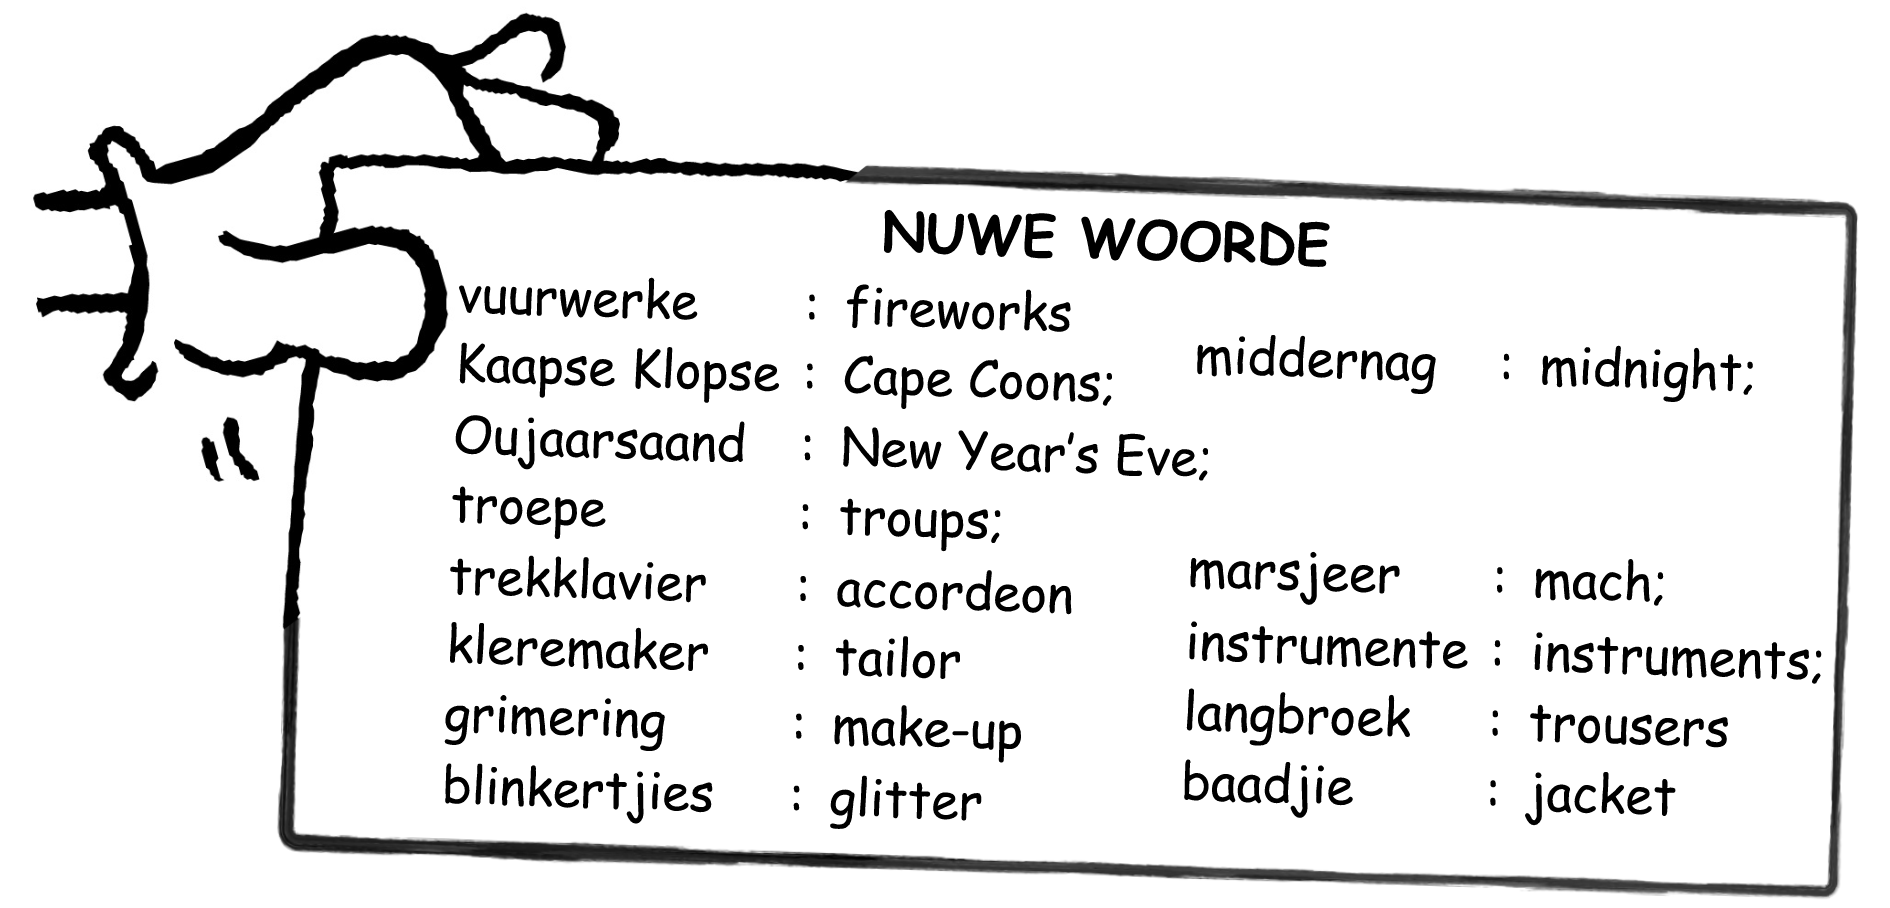 NUWE WOORDE
vuurwerke : fireworks
Kaapse Klopse : Cape Coons; middernag : midnight;
Oujaarsaand : New Year's Eve;
troepe : troups;
trekklavier : accordeon marsjeer : mach;
kleremaker : tailor instrumente : instruments;
grimering : make-up langbroek : trousers
blinkertjies : glitter baadjie : jacket